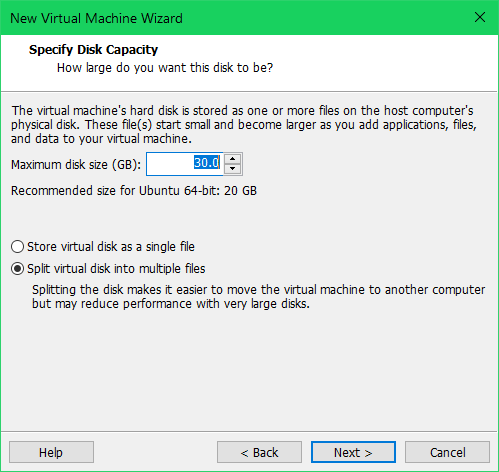 New Virtual Machine Wizard
Specify Disk Capacity
How large do you want this disk to be?
The virtual machine's hard disk is stored as one or more files on the host computer's
physical disk. These file(s) start small and become larger as you add applications, files,
and data to your virtual machine.
Maximum disk size (GB): 30.0
Recommended size for Ubuntu 64-bit: 20 GB
Store virtual disk as a single file
Split virtual disk into multiple files
Splitting the disk makes it easier to move the virtual machine to another computer
but may reduce performance with very large disks.
Help < Back Next > Cancel